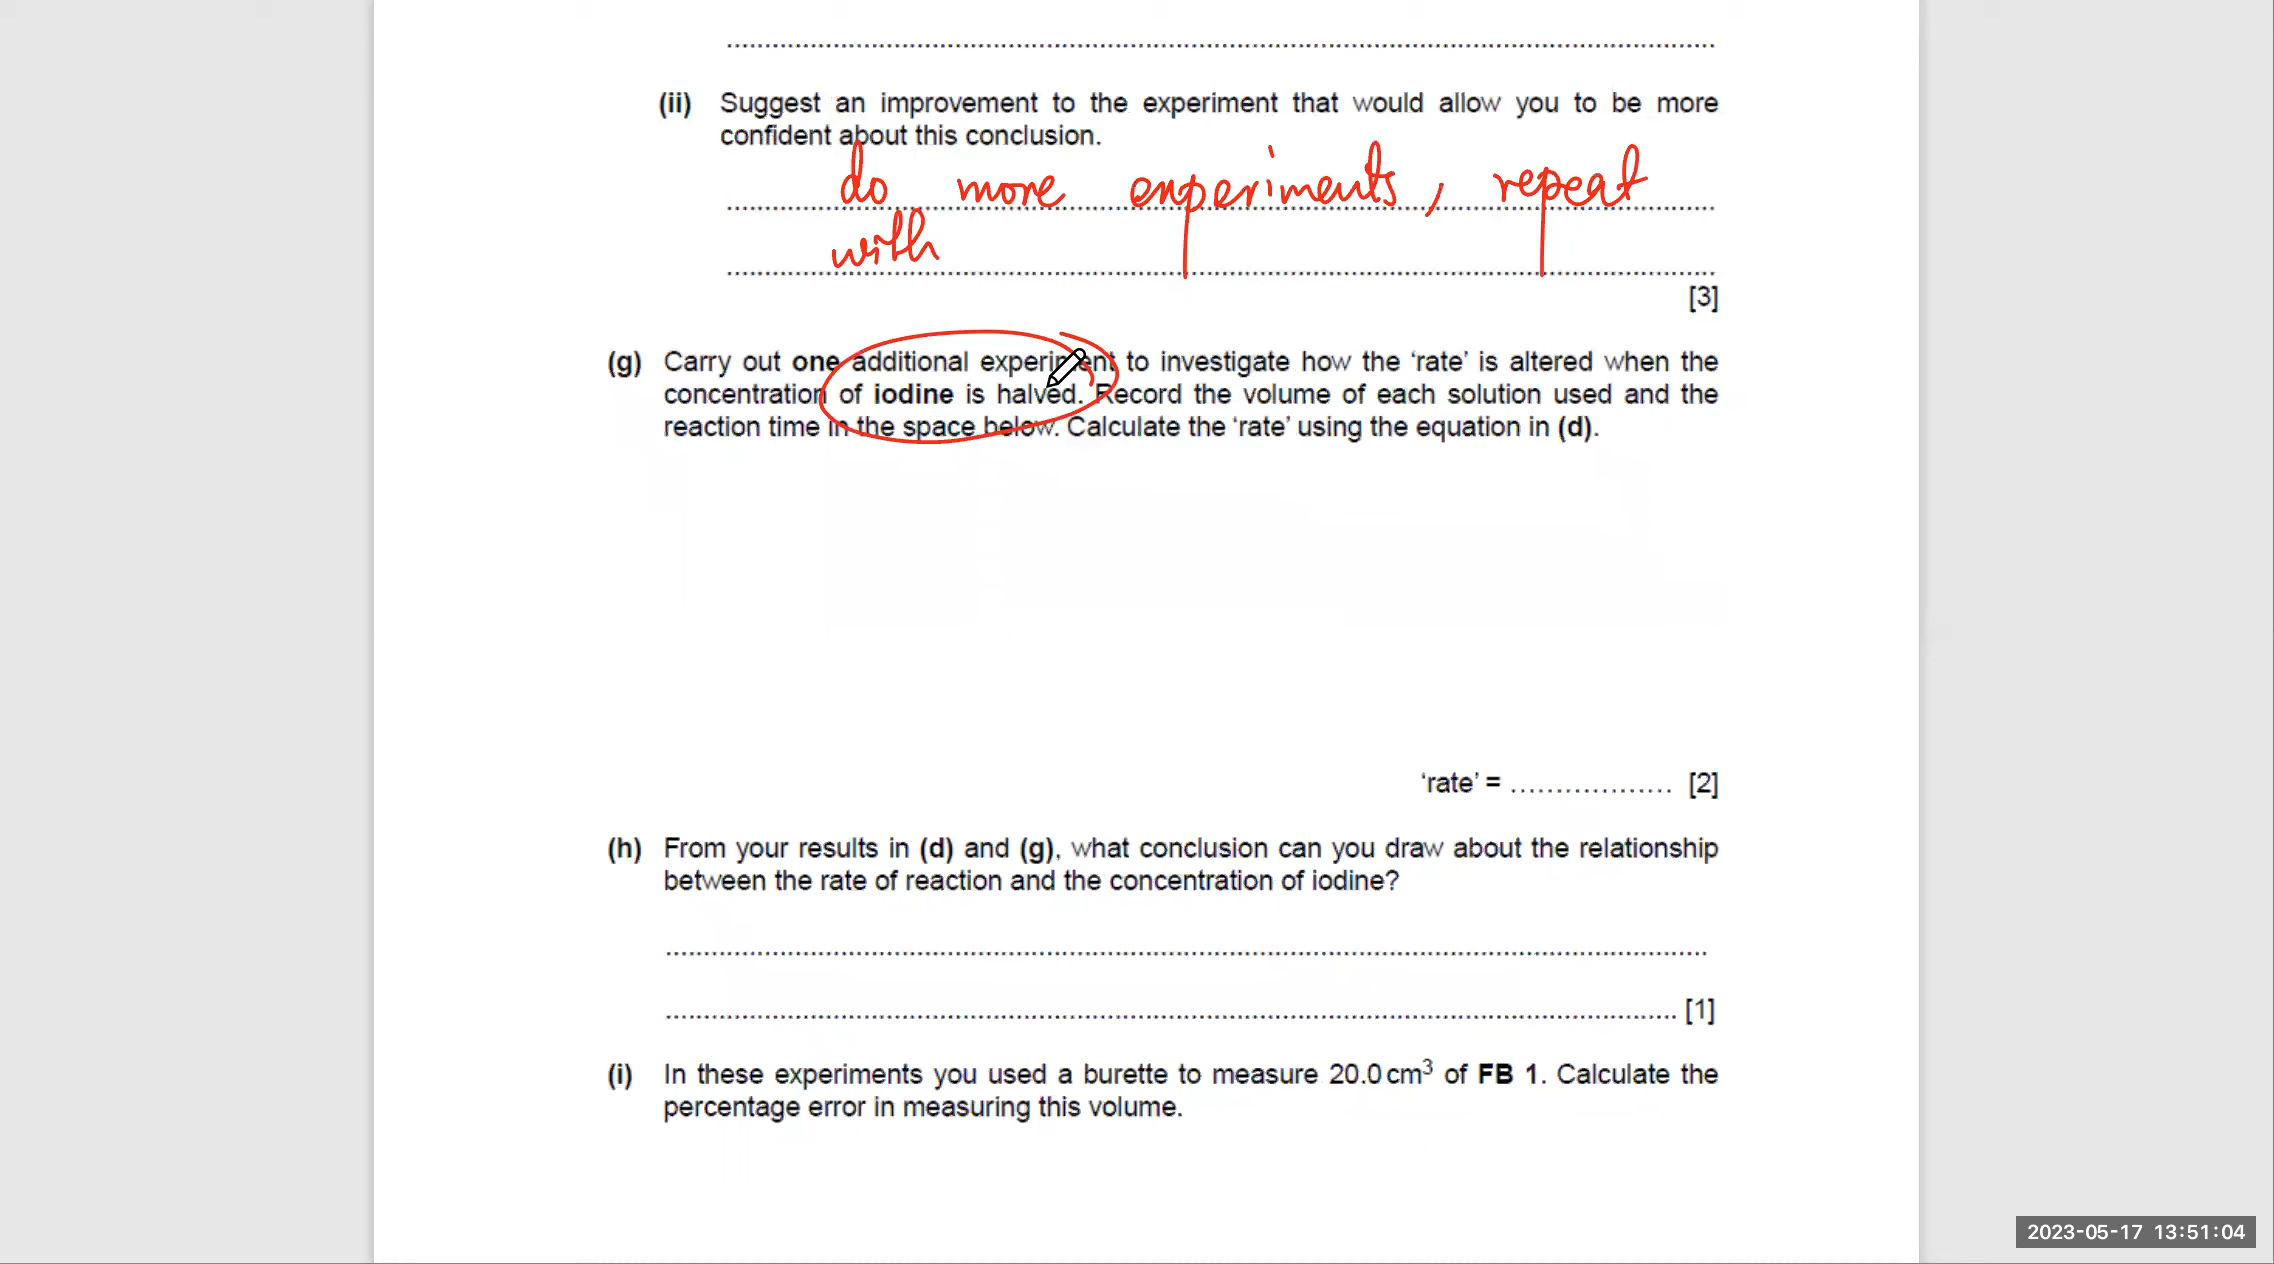 (ii) Suggest an improvement to the experiment that would allow you to be more
confident about this conclusion.
do more experiments, repeat
with
[3]
(g) Carry out one additional experiment to investigate how the ‘rate’ is altered when the
concentration of iodine is halved. Record the volume of each solution used and the
reaction time in the space below. Calculate the ‘rate’ using the equation in (d).
‘rate’ = .................. [2]
(h) From your results in (d) and (g), what conclusion can you draw about the relationship
between the rate of reaction and the concentration of iodine?
[1]
(i) In these experiments you used a burette to measure 20.0 cm³ of FB 1. Calculate the
percentage error in measuring this volume.
2023-05-17 13:51:04